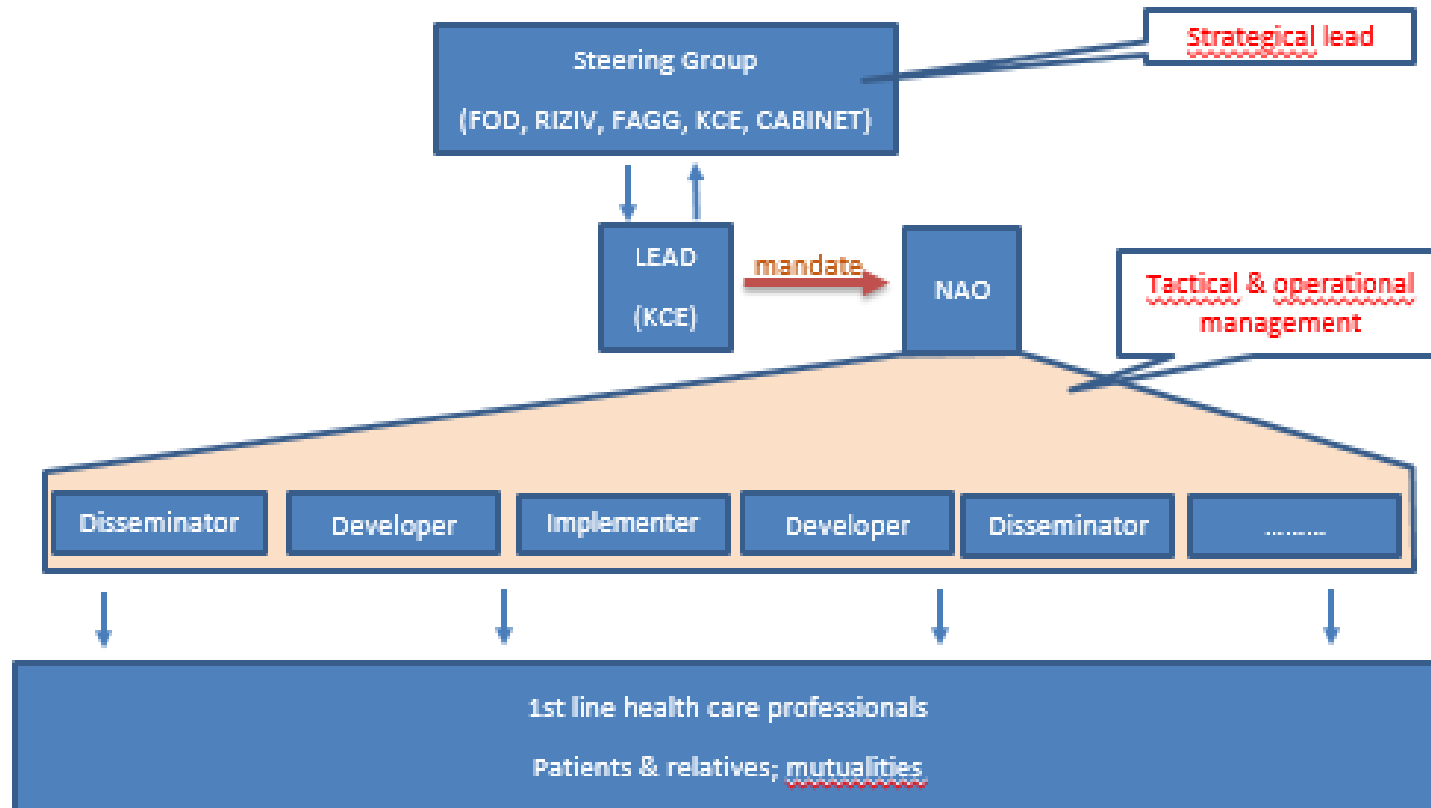 Strategical lead
Steering Group
(FOD, RIZIV, FAGG, KCE, CABINET)
LEAD
(KCE)
mandate
NAO
Tactical & operational
management
Disseminator
Developer
Implementer
Developer
Disseminator
..........
1st line health care professionals
Patients & relatives; mutualities